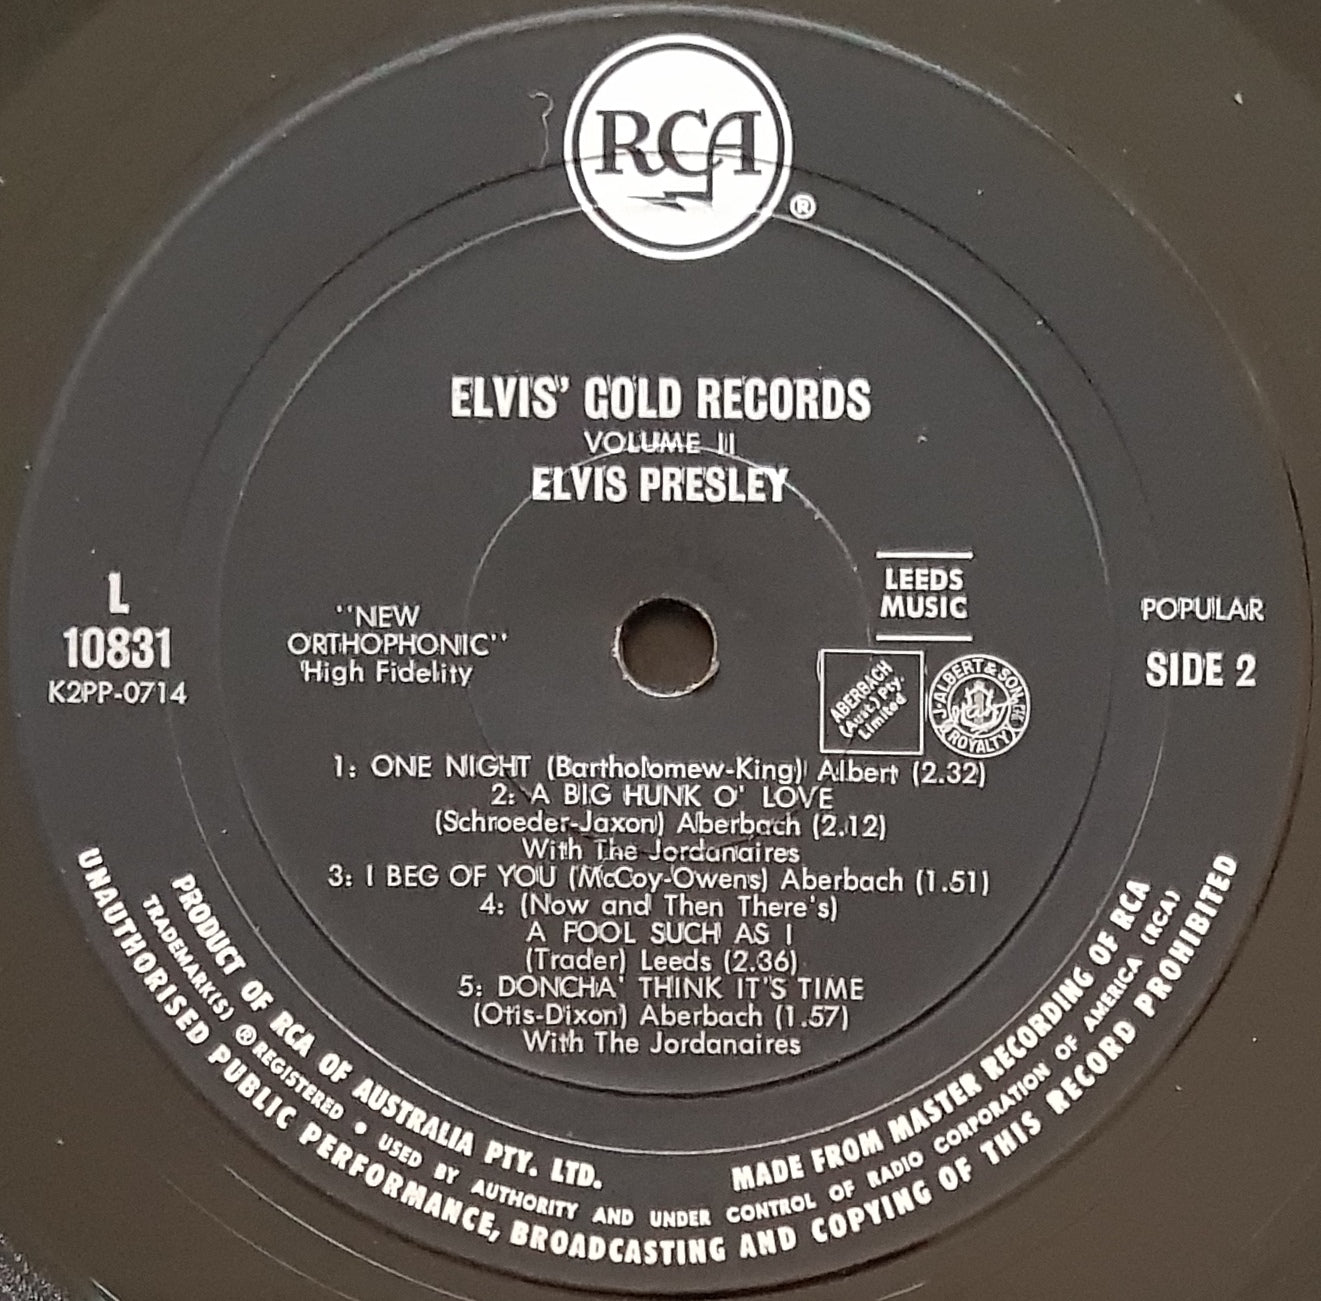 RCA
®
ELVIS' GOLD RECORDS
VOLUME II
ELVIS PRESLEY
L
10831
K2PP-0714
"NEW
ORTHOPHONIC"
High Fidelity
LEEDS
MUSIC
ABERBACH
(Aust.) Pty.
Limited
J. ALBERT & SON
ROYALTY
POPULAR
SIDE 2
1: ONE NIGHT (Bartholomew-King) Albert (2.32)
2: A BIG HUNK O' LOVE
(Schroeder-Jaxon) Aberbach (2.12)
With The Jordanaires
3: I BEG OF YOU (McCoy-Owens) Aberbach (1.51)
4: (Now and Then There's)
A FOOL SUCH AS I
(Trader) Leeds (2.36)
5: DONCHA' THINK IT'S TIME
(Otis-Dixon) Aberbach (1.57)
With The Jordanaires
PRODUCT OF RCA OF AUSTRALIA PTY. LTD. MADE FROM MASTER RECORDING OF RCA
TRADEMARK(S) ® REGISTERED • USED BY AUTHORITY AND UNDER CONTROL OF RADIO CORPORATION OF AMERICA (RCA)
UNAUTHORISED PUBLIC PERFORMANCE, BROADCASTING AND COPYING OF THIS RECORD PROHIBITED